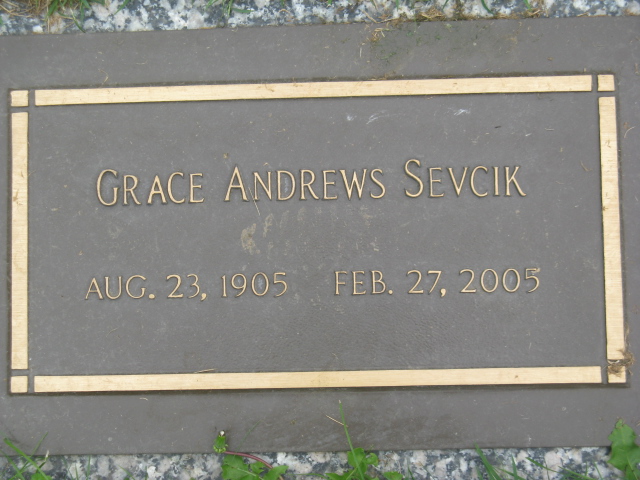 GRACE ANDREWS SEVCIK
AUG. 23, 1905 FEB. 27, 2005